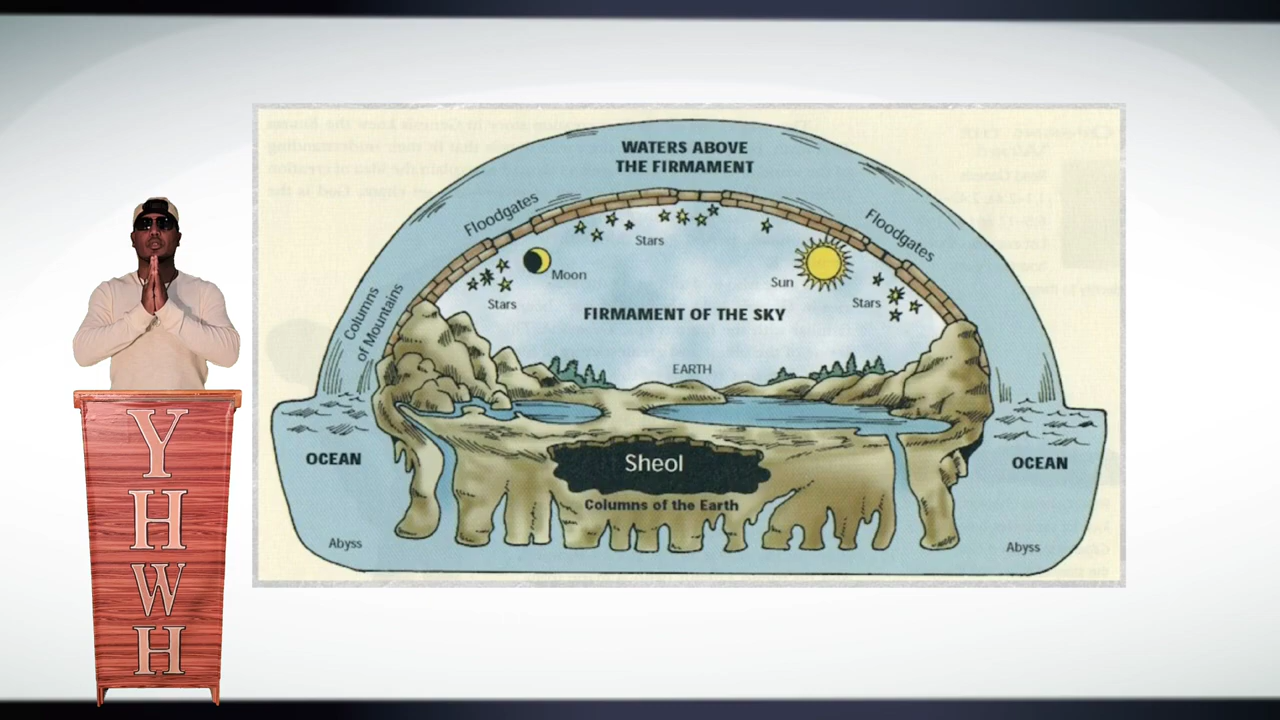 Y
H
W
H
WATERS ABOVE
THE FIRMAMENT
Floodgates
Floodgates
Stars
Moon
Sun
Stars
Stars
Columns
of Mountains
FIRMAMENT OF THE SKY
EARTH
OCEAN
Sheol
OCEAN
Columns of the Earth
Abyss
Abyss